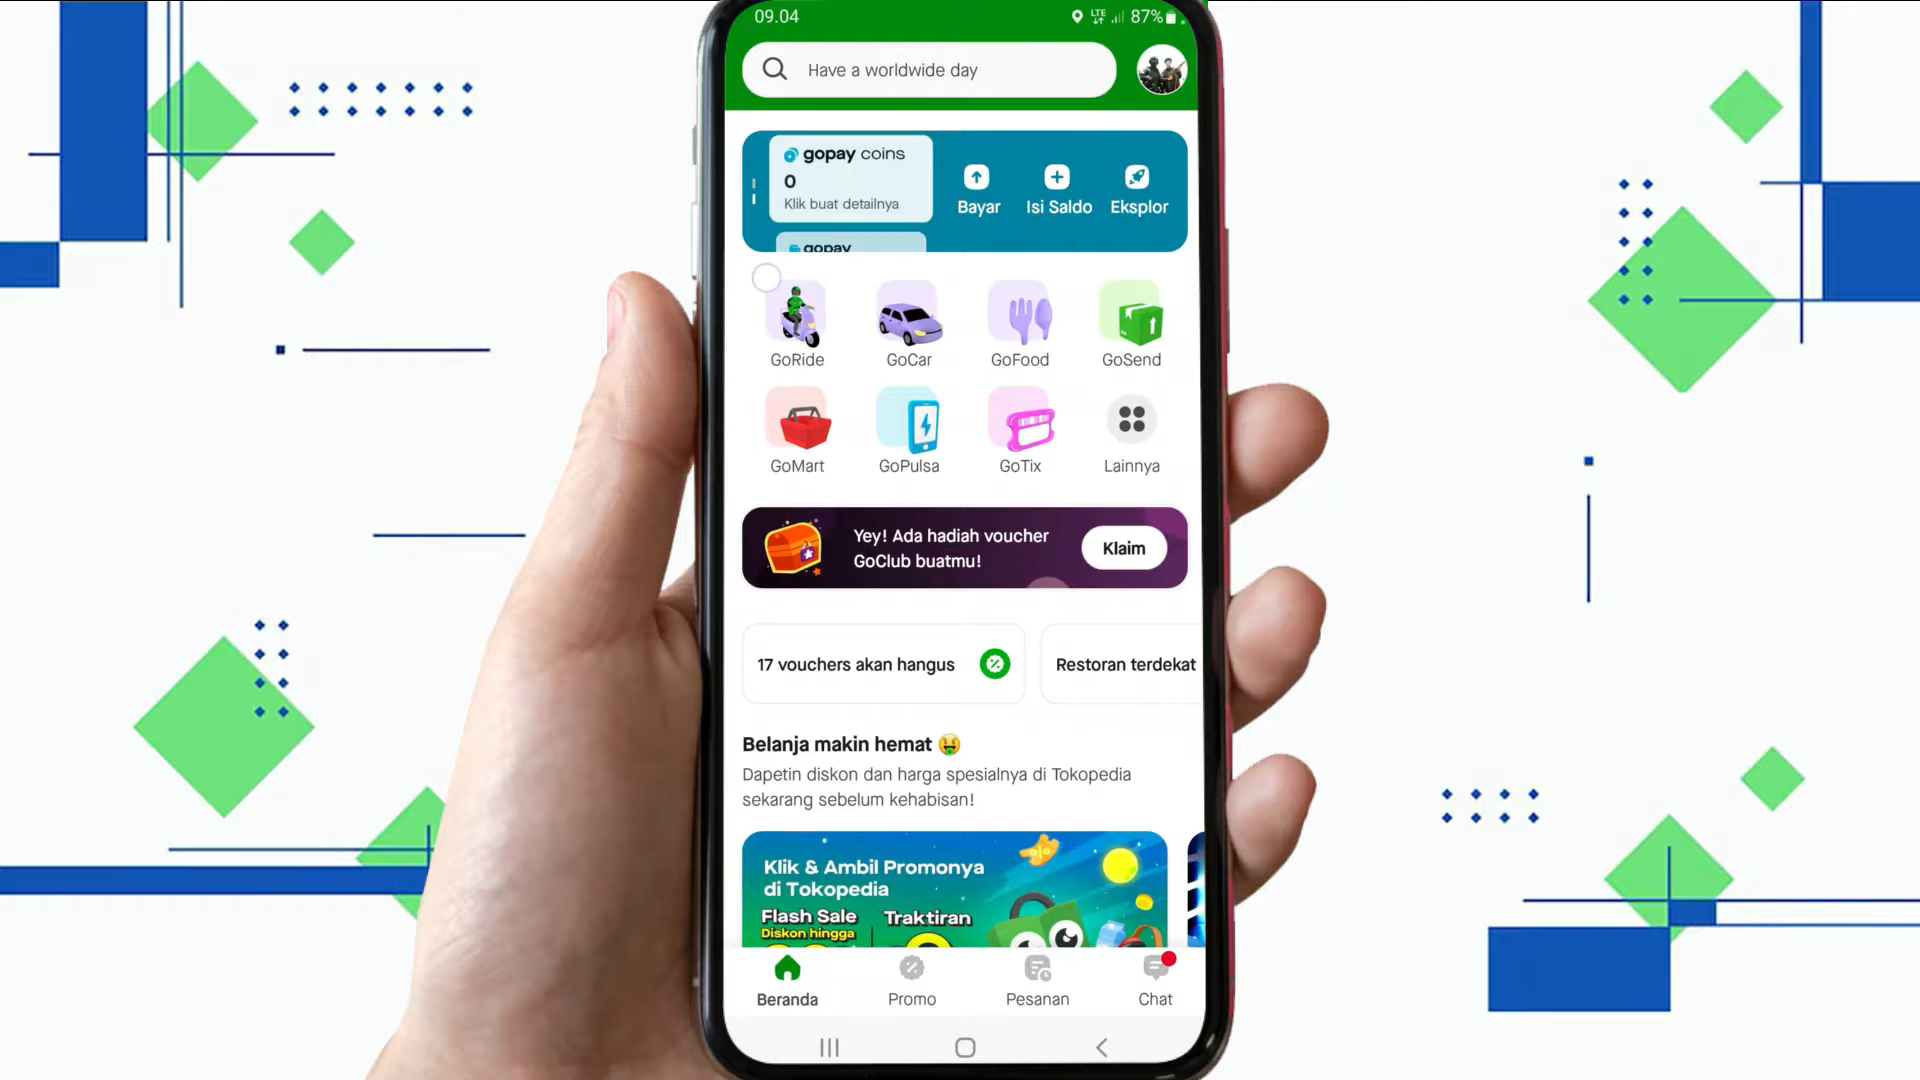 09.04
LTE
87%
Have a worldwide day
gopay coins
0
Klik buat detailnya
gopay
Bayar
Isi Saldo
Eksplor
GoRide
GoCar
GoFood
GoSend
GoMart
GoPulsa
GoTix
Lainnya
Yey! Ada hadiah voucher
GoClub buatmu!
Klaim
17 vouchers akan hangus
Restoran terdekat
Belanja makin hemat
Dapetin diskon dan harga spesialnya di Tokopedia
sekarang sebelum kehabisan!
Klik & Ambil Promonya
di Tokopedia
Flash Sale
Diskon hingga
Traktiran
Beranda
Promo
Pesanan
Chat